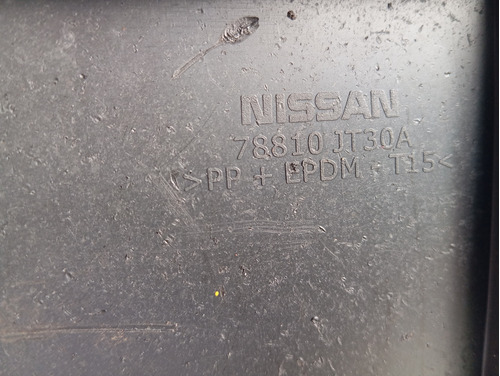 NISSAN
78810 JT30A
>PP + EPDM - T15<